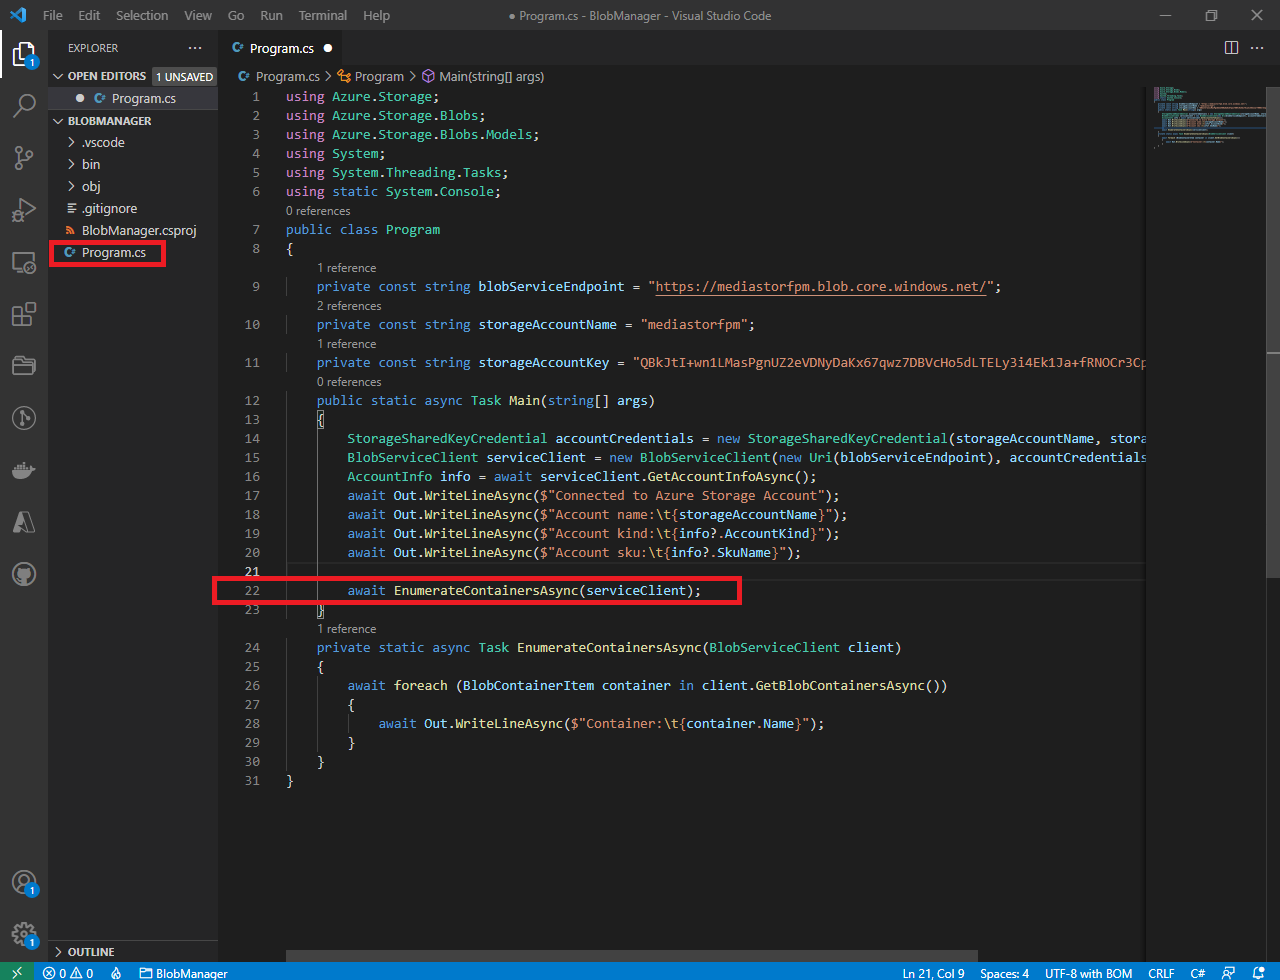 File Edit Selection View Go Run Terminal Help
● Program.cs - BlobManager - Visual Studio Code
EXPLORER
OPEN EDITORS 1 UNSAVED
Program.cs
BLOBMANAGER
.vscode
bin
obj
.gitignore
BlobManager.csproj
Program.cs
OUTLINE
1
1
1
Program.cs
Program.cs > Program > Main(string[] args)
1 using Azure.Storage;
2 using Azure.Storage.Blobs;
3 using Azure.Storage.Blobs.Models;
4 using System;
5 using System.Threading.Tasks;
6 using static System.Console;
0 references
7 public class Program
8 {
1 reference
9 private const string blobServiceEndpoint = "https://mediastorfpm.blob.core.windows.net/";
2 references
10 private const string storageAccountName = "mediastorfpm";
1 reference
11 private const string storageAccountKey = "QBkJtI+wn1LMasPgnUZ2eVDNyDaKx67qwz7DBVcHo5dLTELy3i4Ek1Ja+fRNOCr3Cp
0 references
12 public static async Task Main(string[] args)
13 {
14 StorageSharedKeyCredential accountCredentials = new StorageSharedKeyCredential(storageAccountName, stora
15 BlobServiceClient serviceClient = new BlobServiceClient(new Uri(blobServiceEndpoint), accountCredentials
16 AccountInfo info = await serviceClient.GetAccountInfoAsync();
17 await Out.WriteLineAsync($"Connected to Azure Storage Account");
18 await Out.WriteLineAsync($"Account name:\t{storageAccountName}");
19 await Out.WriteLineAsync($"Account kind:\t{info?.AccountKind}");
20 await Out.WriteLineAsync($"Account sku:\t{info?.SkuName}");
21
22 await EnumerateContainersAsync(serviceClient);
23 }
1 reference
24 private static async Task EnumerateContainersAsync(BlobServiceClient client)
25 {
26 await foreach (BlobContainerItem container in client.GetBlobContainersAsync())
27 {
28 await Out.WriteLineAsync($"Container:\t{container.Name}");
29 }
30 }
31 }
0 0 BlobManager Ln 21, Col 9 Spaces: 4 UTF-8 with BOM CRLF C#